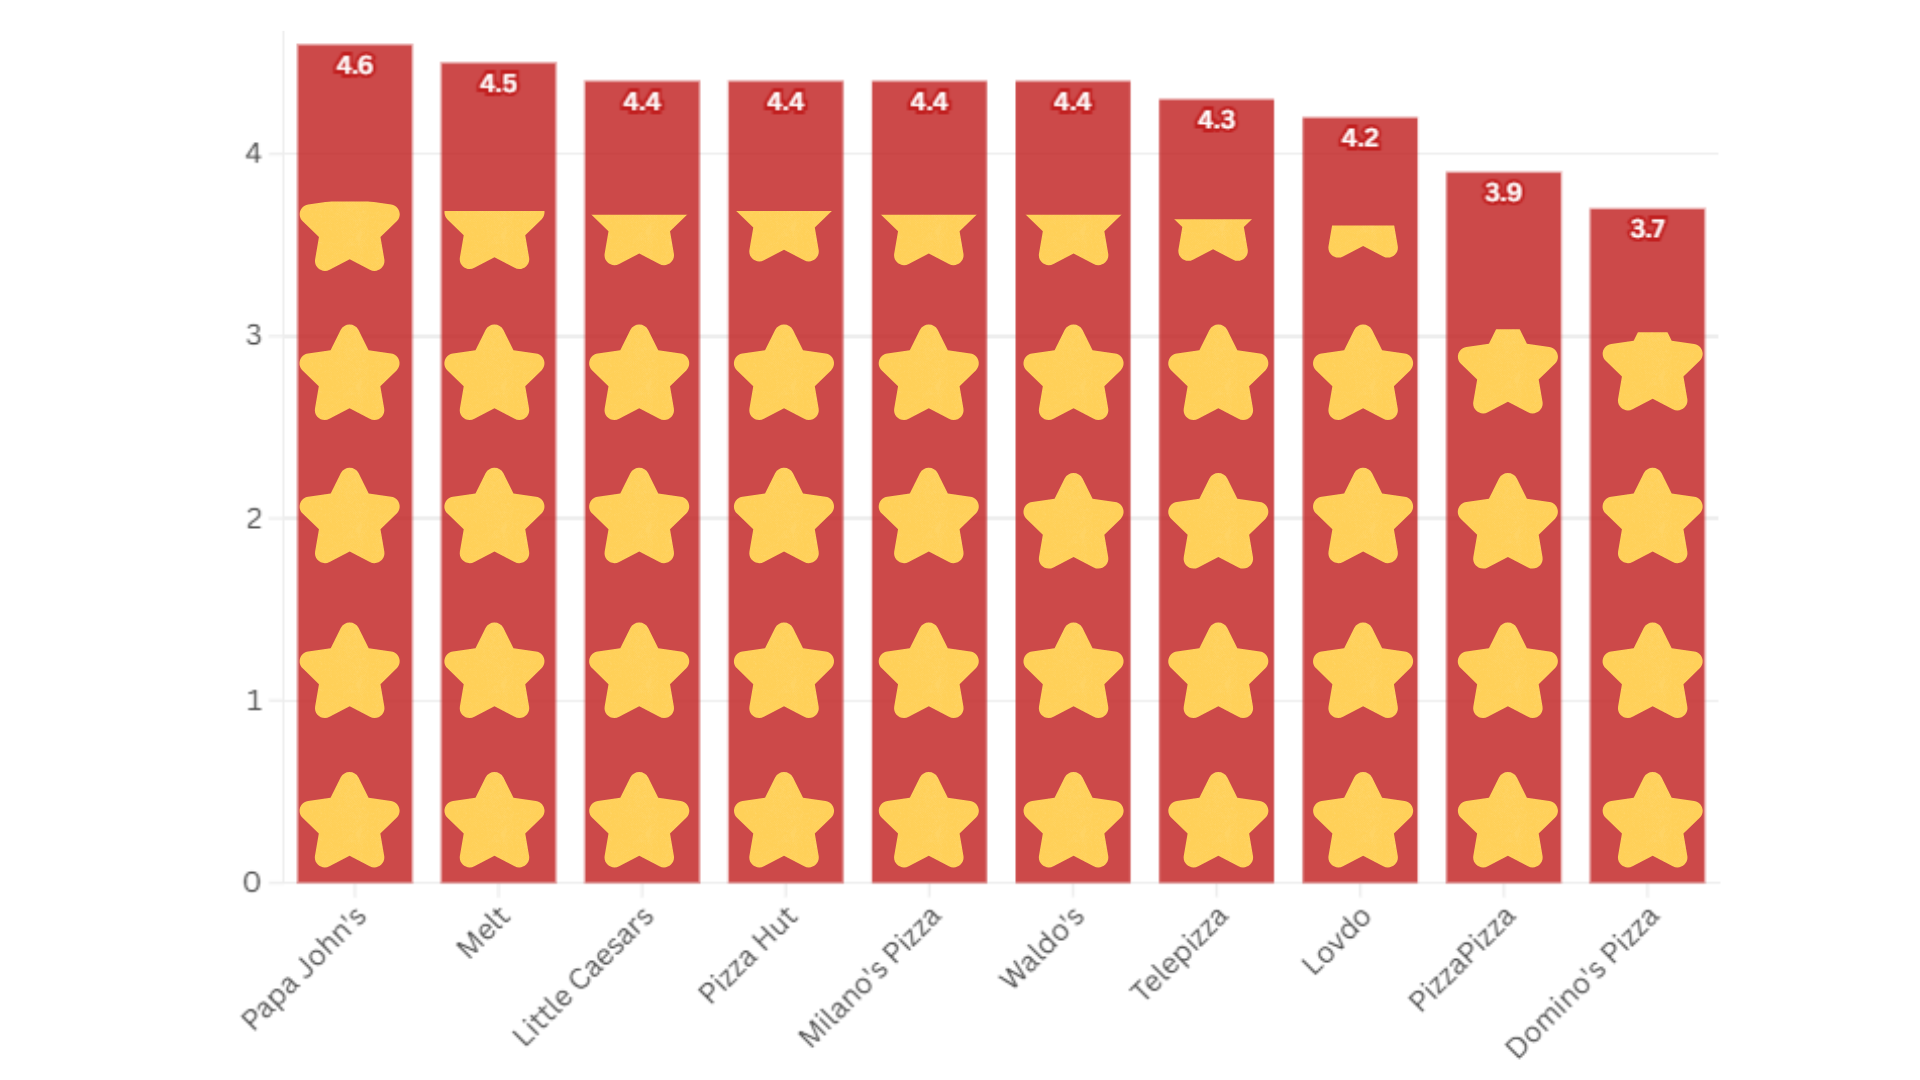 4.6
4.5
4.4
4.4
4.4
4.4
4.3
4.2
3.9
3.7
4
3
2
1
0
Papa John's
Melt
Little Caesars
Pizza Hut
Milano's Pizza
Waldo's
Telepizza
Lovdo
PizzaPizza
Domino's Pizza